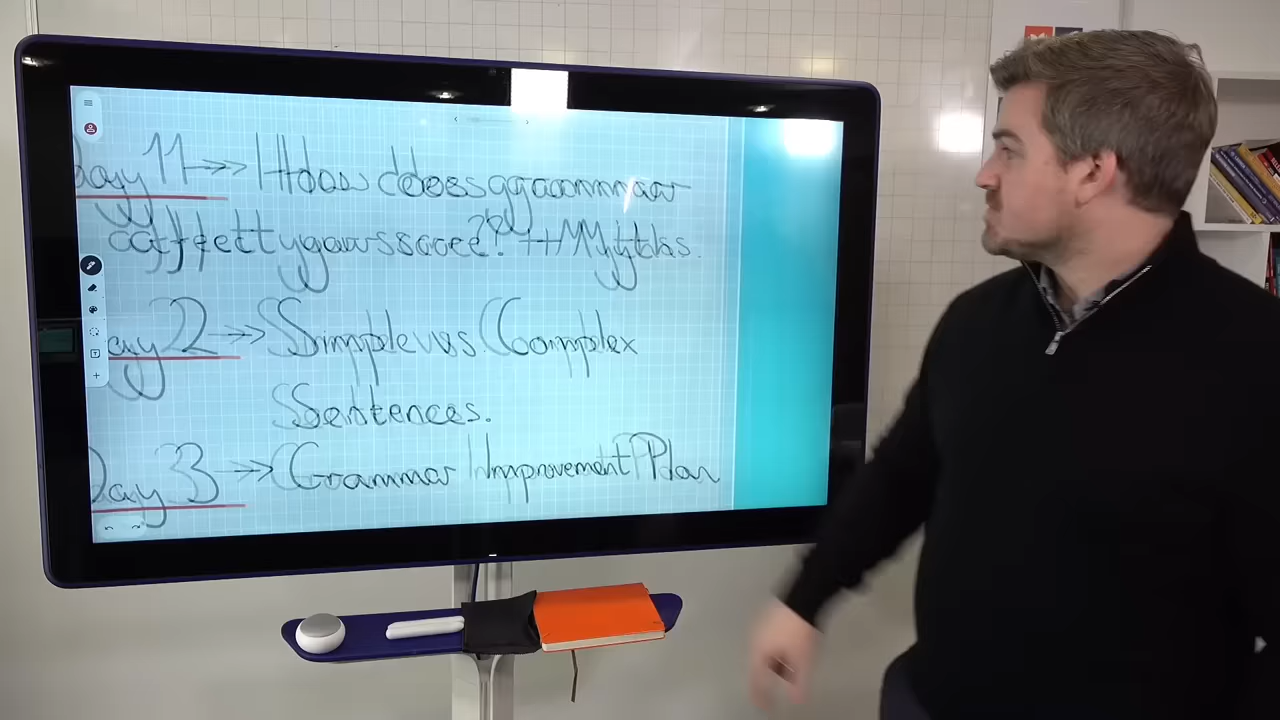 Day 1 → How does grammar
affect your score? + Myths.
Day 2 → Simple vs. Complex
Sentences.
Day 3 → Grammar Improvement Plan